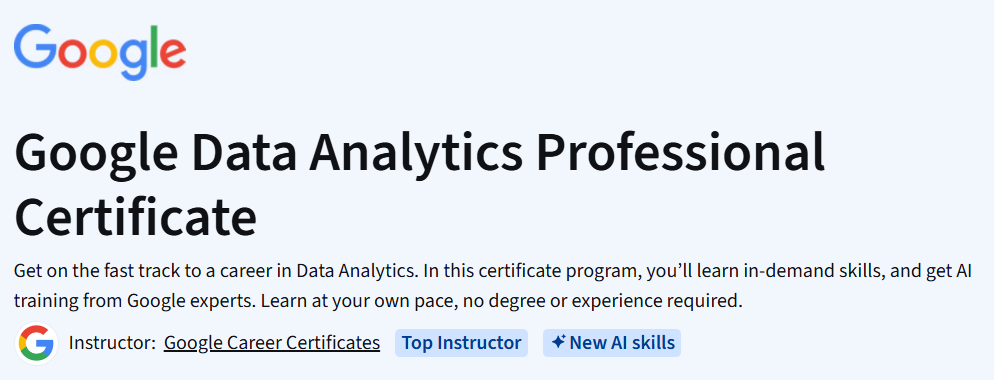 Google
Google Data Analytics Professional
Certificate
Get on the fast track to a career in Data Analytics. In this certificate program, you’ll learn in-demand skills, and get AI
training from Google experts. Learn at your own pace, no degree or experience required.
G Instructor: Google Career Certificates Top Instructor New AI skills